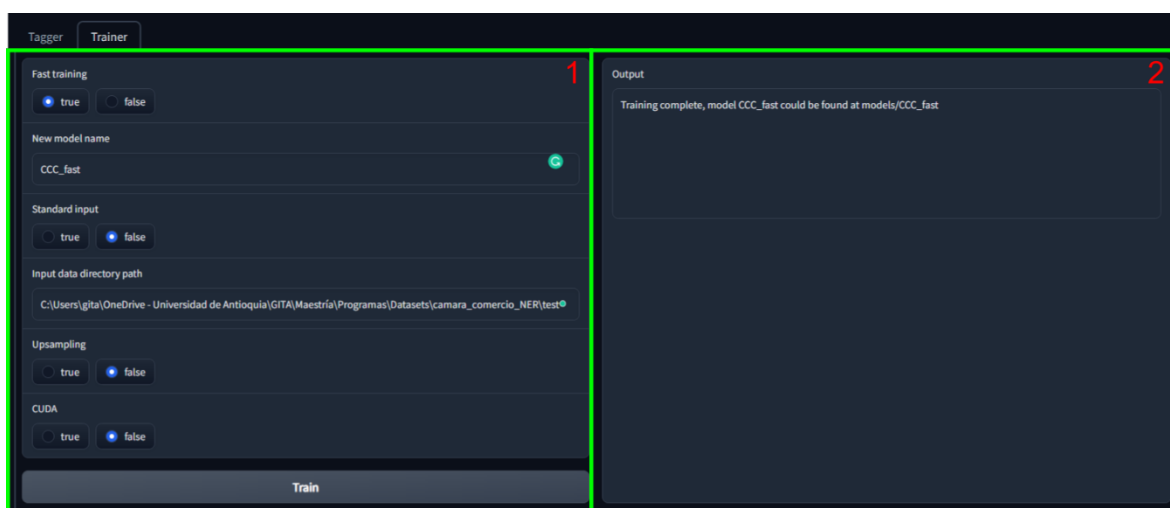 Tagger Trainer
1
Fast training
true false
New model name
CCC_fast
Standard input
true false
Input data directory path
C:\Users\gita\OneDrive - Universidad de Antioquia\GITA\Maestría\Programas\Datasets\camara_comercio_NER\test
Upsampling
true false
CUDA
true false
Train
2
Output
Training complete, model CCC_fast could be found at models/CCC_fast